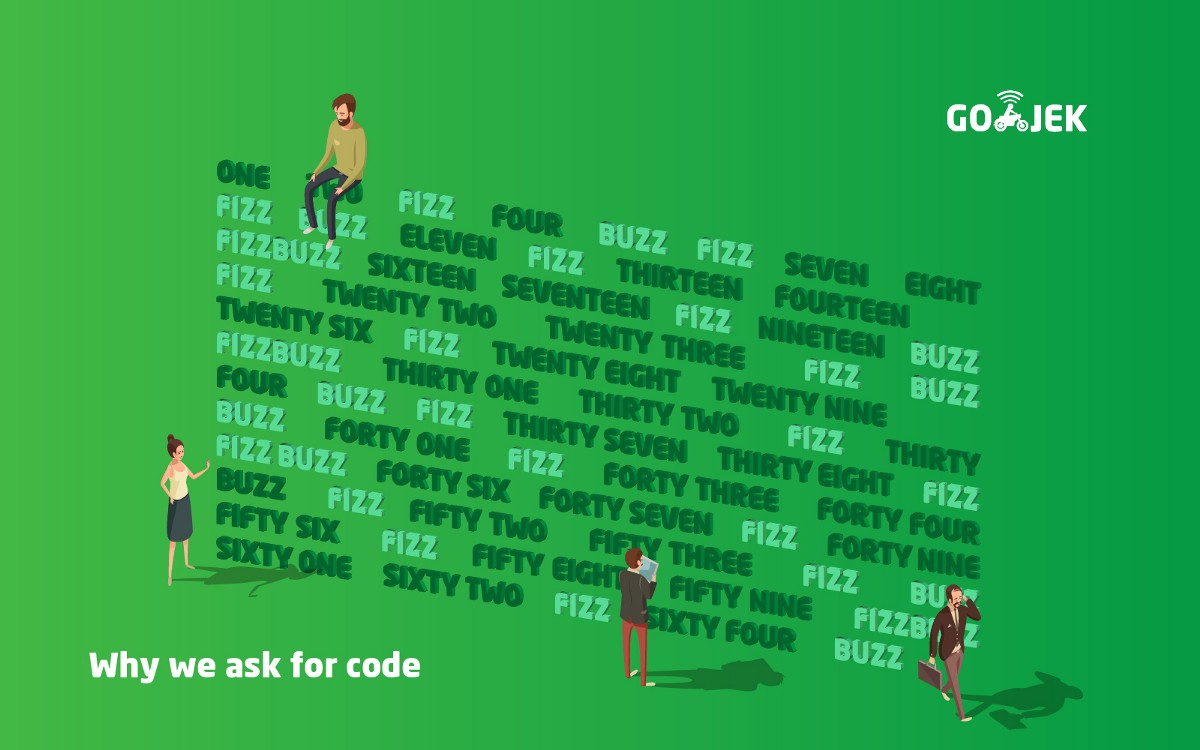 GO JEK
ONE TWO FIZZ FOUR BUZZ FIZZ SEVEN EIGHT
FIZZ BUZZ ELEVEN FIZZ THIRTEEN FOURTEEN
FIZZBUZZ SIXTEEN SEVENTEEN FIZZ NINETEEN BUZZ
FIZZ TWENTY TWO TWENTY THREE FIZZ BUZZ
TWENTY SIX FIZZ TWENTY EIGHT TWENTY NINE
FIZZBUZZ THIRTY ONE THIRTY TWO FIZZ THIRTY
FOUR BUZZ FIZZ THIRTY SEVEN THIRTY EIGHT FIZZ
BUZZ FORTY ONE FIZZ FORTY THREE FORTY FOUR
FIZZ BUZZ FORTY SIX FORTY SEVEN FIZZ FORTY NINE
BUZZ FIZZ FIFTY TWO FIFTY THREE FIZZ BUZZ
FIFTY SIX FIZZ FIFTY EIGHT FIFTY NINE FIZZBUZZ
SIXTY ONE SIXTY TWO FIZZ SIXTY FOUR BUZZ
Why we ask for code